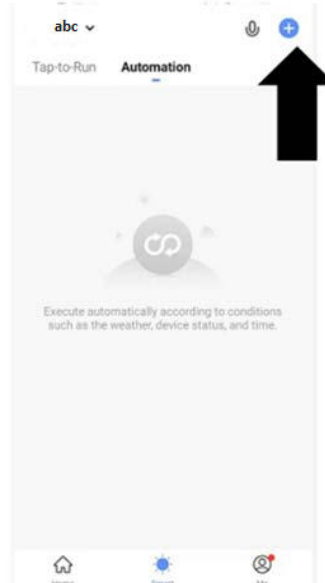 abc
Tap-to-Run Automation
Execute automatically according to conditions
such as the weather, device status, and time.